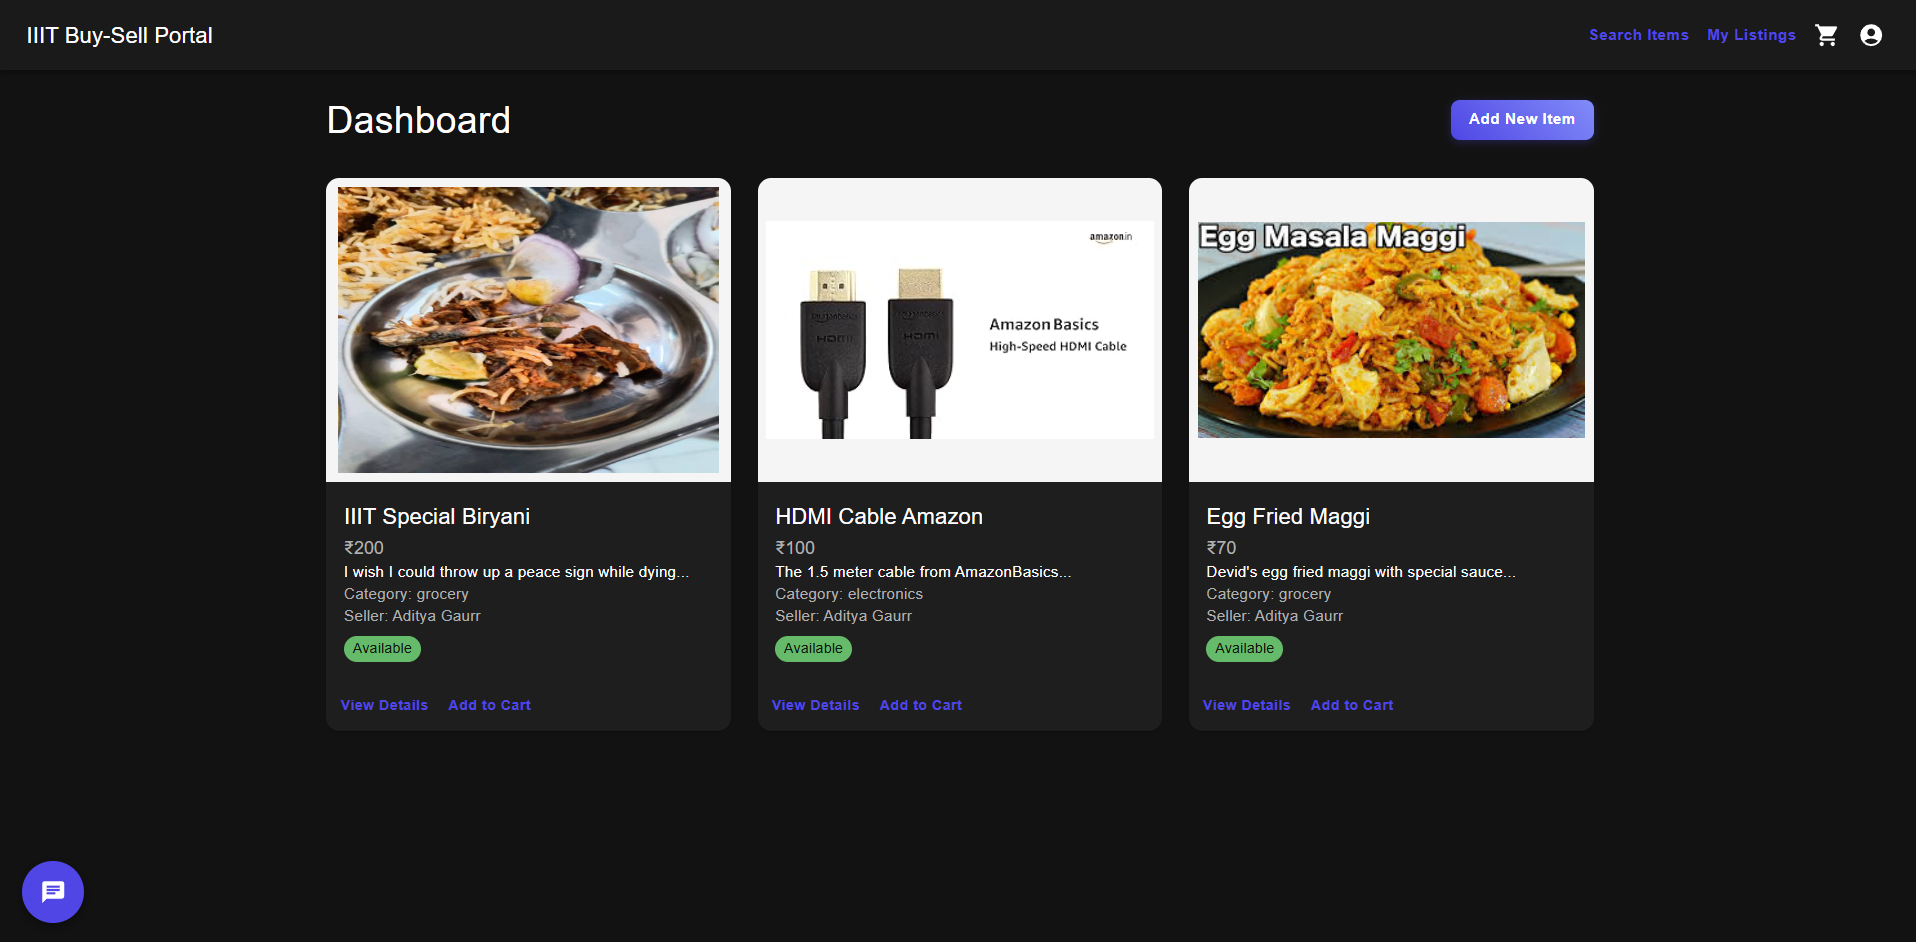 IIIT Buy-Sell Portal
Search Items
My Listings
Dashboard
Add New Item
IIIT Special Biryani
₹200
I wish I could throw up a peace sign while dying...
Category: grocery
Seller: Aditya Gaurr
Available
View Details
Add to Cart
amazon.in
amazonbasics
HDMI
amazonbasics
HDMI
Amazon Basics
High-Speed HDMI Cable
HDMI Cable Amazon
₹100
The 1.5 meter cable from AmazonBasics...
Category: electronics
Seller: Aditya Gaurr
Available
View Details
Add to Cart
Egg Masala Maggi
Egg Fried Maggi
₹70
Devid's egg fried maggi with special sauce...
Category: grocery
Seller: Aditya Gaurr
Available
View Details
Add to Cart